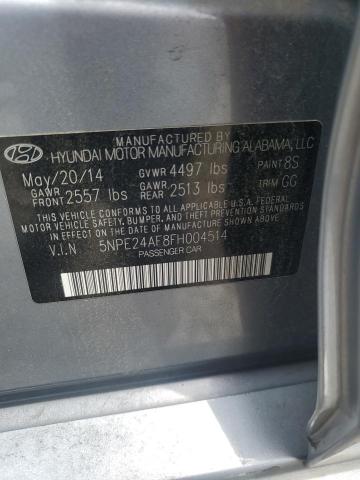 MANUFACTURED BY
HYUNDAI MOTOR MANUFACTURING ALABAMA, LLC
May/20/14 GVWR 4497 lbs PAINT 8S
GAWR FRONT 2557 lbs GAWR REAR 2513 lbs TRIM GG
THIS VEHICLE CONFORMS TO ALL APPLICABLE U.S.A. FEDERAL
MOTOR VEHICLE SAFETY, BUMPER, AND THEFT PREVENTION
STANDARDS IN EFFECT ON THE DATE OF MANUFACTURE SHOWN ABOVE.
V.I.N 5NPE24AF8FH004514
PASSENGER CAR